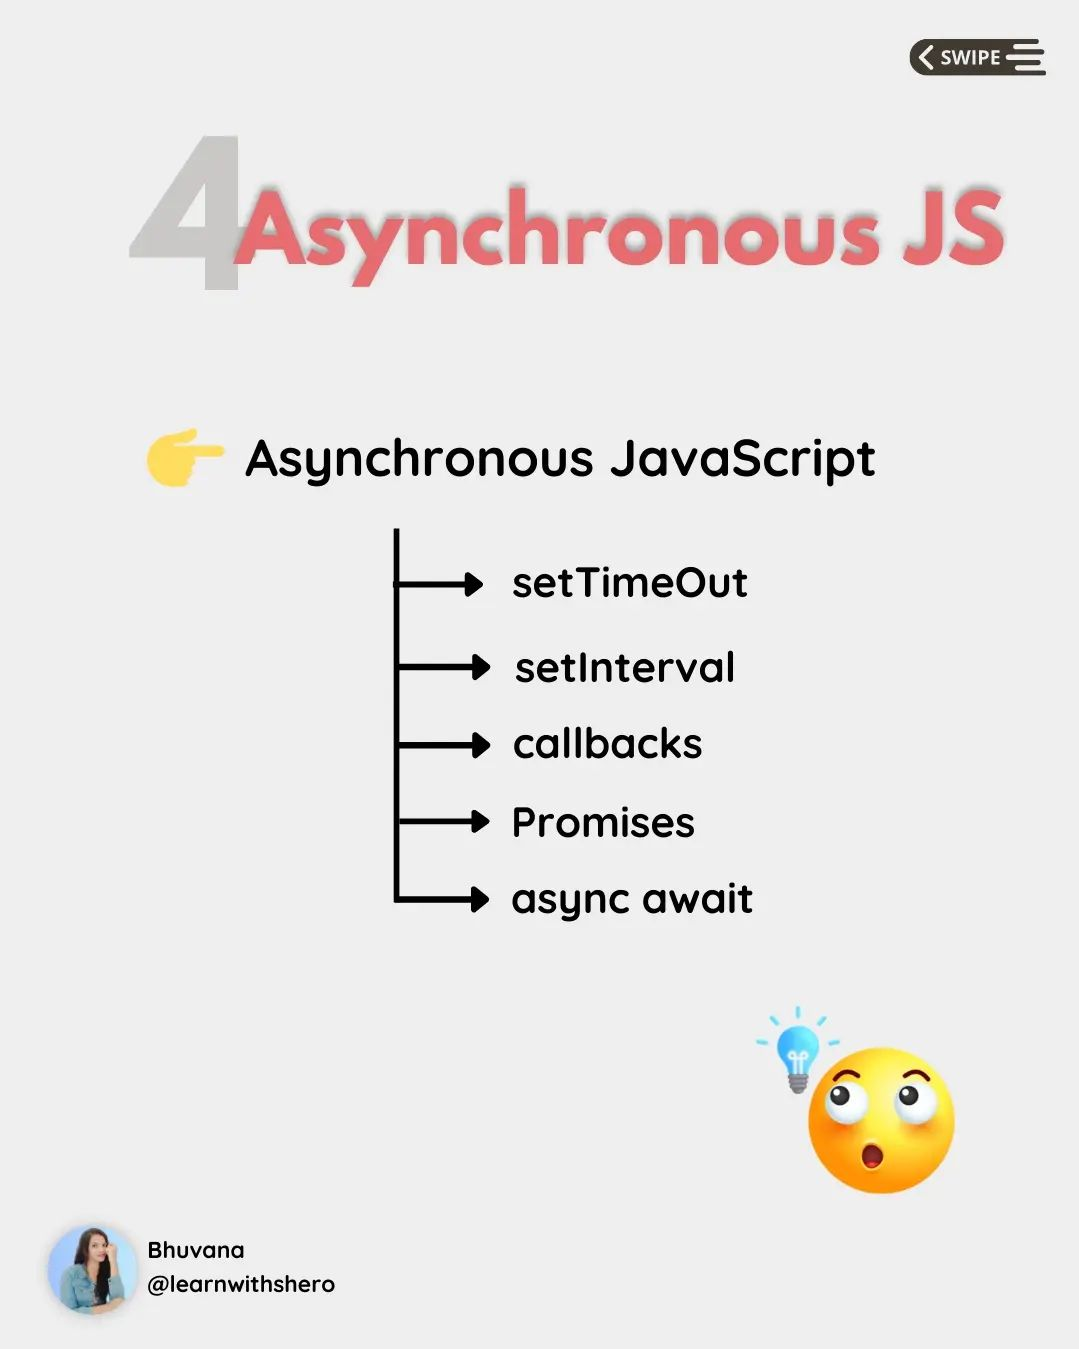 SWIPE
4
Asynchronous JS
Asynchronous JavaScript
setTimeOut
setInterval
callbacks
Promises
async await
Bhuvana
@learnwithshero